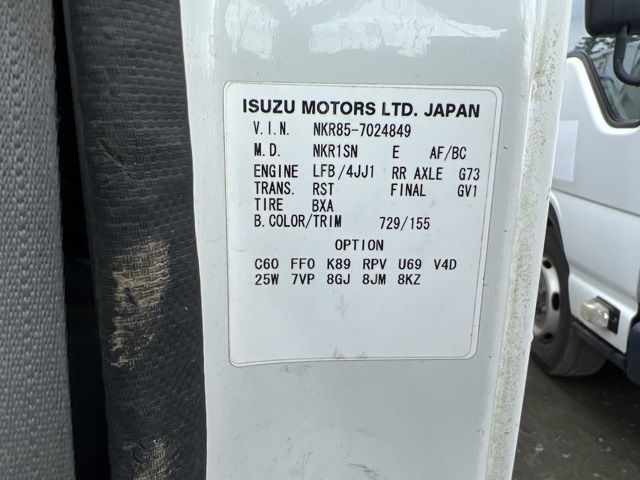 ISUZU MOTORS LTD. JAPAN
V.I.N. NKR85-7024849
M.D. NKR1SN E AF/BC
ENGINE LFB/4JJ1 RR AXLE G73
TRANS. RST FINAL GV1
TIRE BXA
B.COLOR/TRIM 729/155
OPTION
C60 FF0 K89 RPV U69 V4D
25W 7VP 8GJ 8JM 8KZ